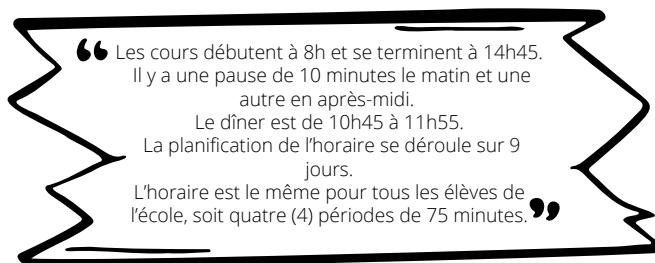 “ Les cours débutent à 8h et se terminent à 14h45.
Il y a une pause de 10 minutes le matin et une
autre en après-midi.
Le dîner est de 10h45 à 11h55.
La planification de l’horaire se déroule sur 9
jours.
L’horaire est le même pour tous les élèves de
l’école, soit quatre (4) périodes de 75 minutes. ”